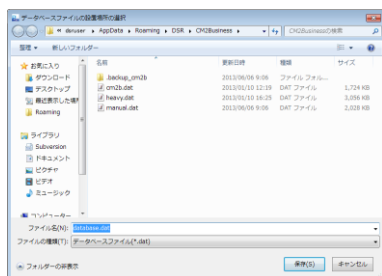 データベースファイルの設置場所の選択
« dsruser ▸ AppData ▸ Roaming ▸ DSR ▸ CM2Business ▸
CM2Businessの検索
整理 ▼ 新しいフォルダー
名前 更新日時 種類 サイズ
お気に入り
ダウンロード
デスクトップ
最近表示した場所
Roaming
ライブラリ
Subversion
ドキュメント
ピクチャ
ビデオ
ミュージック
コンピューター
.backup_cm2b 2013/06/06 9:06 ファイル フォル...
cm2b.dat 2013/01/10 12:19 DAT ファイル 1,724 KB
heavy.dat 2013/01/10 16:25 DAT ファイル 3,056 KB
manual.dat 2013/06/06 9:06 DAT ファイル 2,028 KB
ファイル名(N): database.dat
ファイルの種類(T): データベースファイル(*.dat)
フォルダーの非表示
保存(S) キャンセル